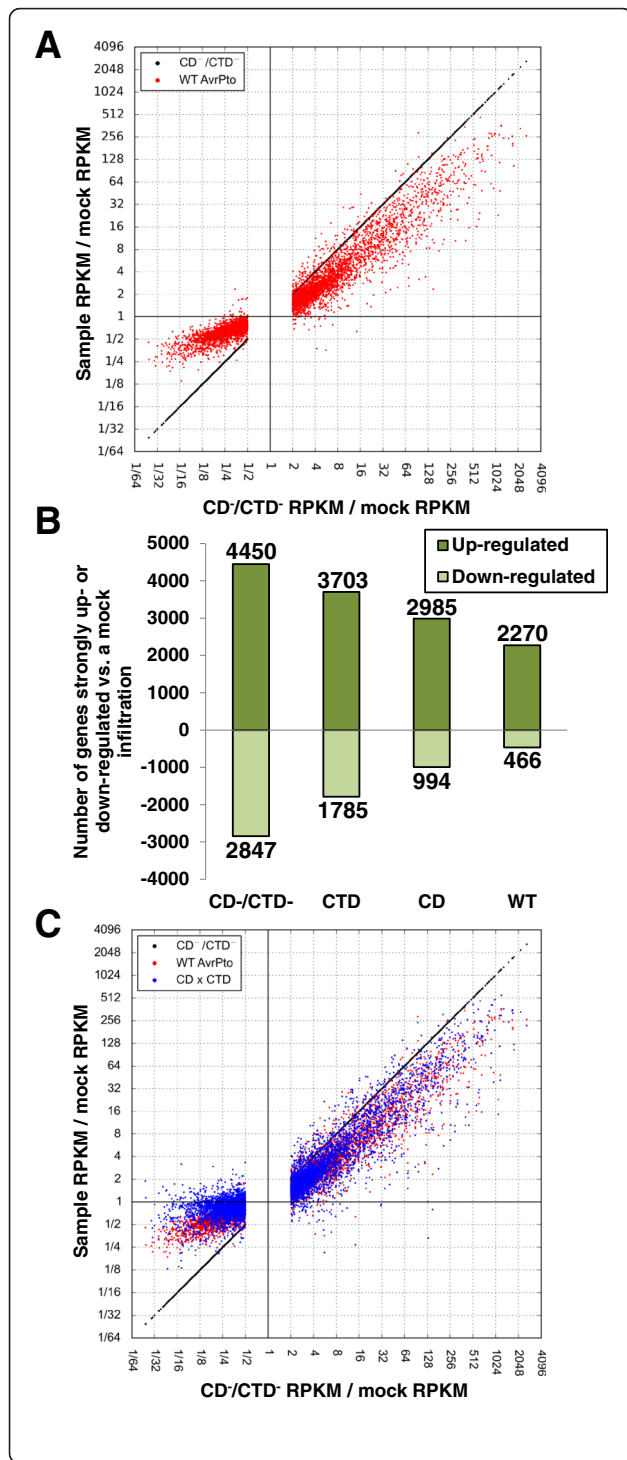 A
CD⁻/CTD⁻
WT AvrPto
4096
2048
1024
512
256
128
64
32
16
8
4
2
1
1/2
1/4
1/8
1/16
1/32
1/64
Sample RPKM / mock RPKM
1/64 1/32 1/16 1/8 1/4 1/2 1 2 4 8 16 32 64 128 256 512 1024 2048 4096
CD⁻/CTD⁻ RPKM / mock RPKM
B
Up-regulated
Down-regulated
Number of genes strongly up- or
down-regulated vs. a mock
infiltration
5000
4000
3000
2000
1000
0
-1000
-2000
-3000
-4000
4450 3703 2985 2270
2847 1785 994 466
CD-/CTD- CTD CD WT
C
CD⁻/CTD⁻
WT AvrPto
CD x CTD
4096
2048
1024
512
256
128
64
32
16
8
4
2
1
1/2
1/4
1/8
1/16
1/32
1/64
Sample RPKM / mock RPKM
1/64 1/32 1/16 1/8 1/4 1/2 1 2 4 8 16 32 64 128 256 512 1024 2048 4096
CD⁻/CTD⁻ RPKM / mock RPKM